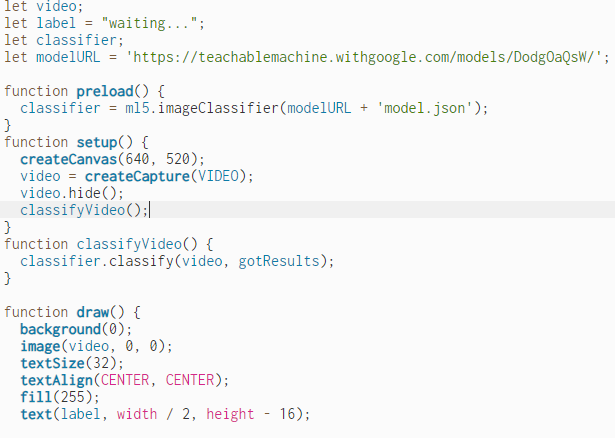 let video;
let label = "waiting...";
let classifier;
let modelURL = 'https://teachablemachine.withgoogle.com/models/DodgOaQsW/';

function preload() {
  classifier = ml5.imageClassifier(modelURL + 'model.json');
}
function setup() {
  createCanvas(640, 520);
  video = createCapture(VIDEO);
  video.hide();
  classifyVideo();
}
function classifyVideo() {
  classifier.classify(video, gotResults);
}

function draw() {
  background(0);
  image(video, 0, 0);
  textSize(32);
  textAlign(CENTER, CENTER);
  fill(255);
  text(label, width / 2, height - 16);